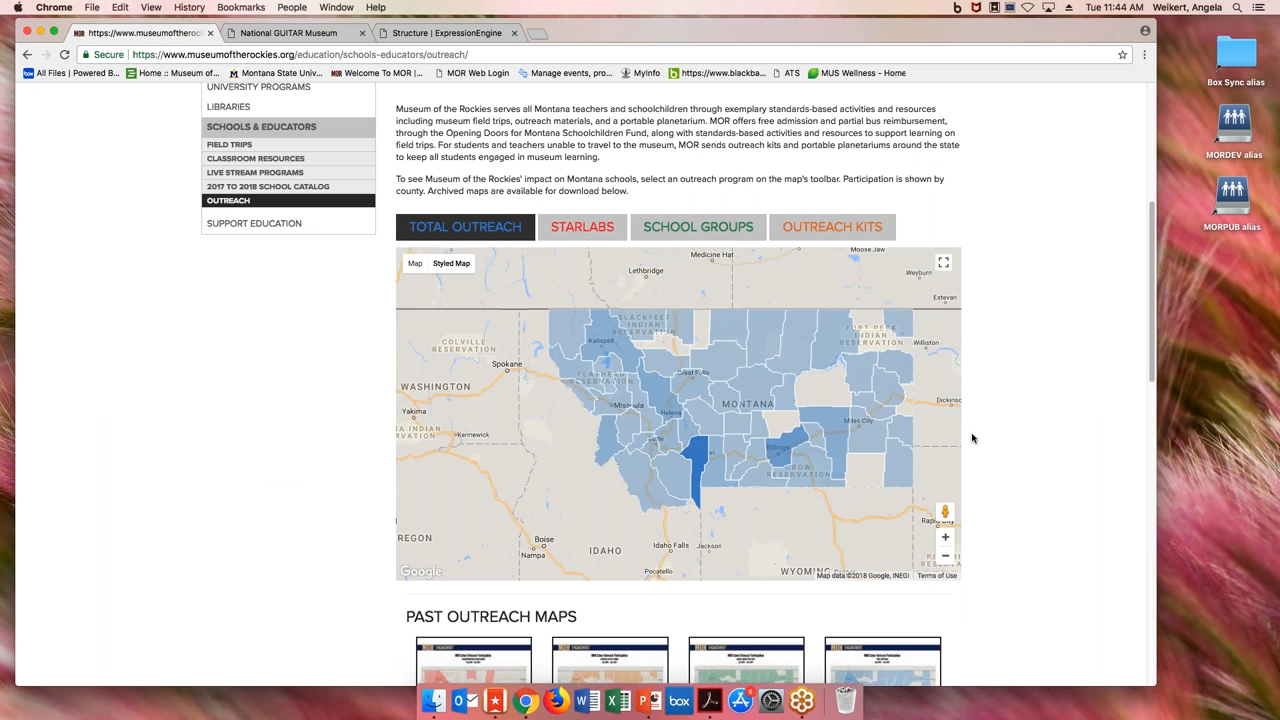 Chrome File Edit View History Bookmarks People Window Help
Tue 11:44 AM Weikert, Angela
https://www.museumoftherock National GUITAR Museum Structure | ExpressionEngine
Secure https://www.museumoftherockies.org/education/schools-educators/outreach/
All Files | Powered B... Home :: Museum of... Montana State Univ... Welcome To MOR |... MOR Web Login Manage events, pro... MyInfo https://www.blackba... ATS MUS Wellness - Home
UNIVERSITY PROGRAMS
LIBRARIES
SCHOOLS & EDUCATORS
FIELD TRIPS
CLASSROOM RESOURCES
LIVE STREAM PROGRAMS
2017 TO 2018 SCHOOL CATALOG
OUTREACH
SUPPORT EDUCATION
Museum of the Rockies serves all Montana teachers and schoolchildren through exemplary standards-based activities and resources
including museum field trips, outreach materials, and a portable planetarium. MOR offers free admission and partial bus reimbursement,
through the Opening Doors for Montana Schoolchildren Fund, along with standards-based activities and resources to support learning on
field trips. For students and teachers unable to travel to the museum, MOR sends outreach kits and portable planetariums around the state
to keep all students engaged in museum learning.
To see Museum of the Rockies' impact on Montana schools, select an outreach program on the map's toolbar. Participation is shown by
county. Archived maps are available for download below.
TOTAL OUTREACH STARLABS SCHOOL GROUPS OUTREACH KITS
Map Styled Map
Medicine Hat
Moose Jaw
Lethbridge
Weyburn
Estevan
BLACKFEET
INDIAN
RESERVATION
FORT PECK
INDIAN
RESERVATION
Kalispell
COLVILLE
RESERVATION
Williston
Spokane
Great Falls
FLATHEAD
RESERVATION
WASHINGTON
MONTANA
Dickinso
Missoula
Yakima
Helena
Miles City
Kennewick
Butte
Billings
CROW
RESERVATION
Rapid City
Boise
IDAHO
Idaho Falls
Jackson
Nampa
Pocatello
WYOMING
Google
Map data ©2018 Google, INEGI Terms of Use
PAST OUTREACH MAPS
Box Sync alias
MORDEV alias
MORPUB alias
box
6